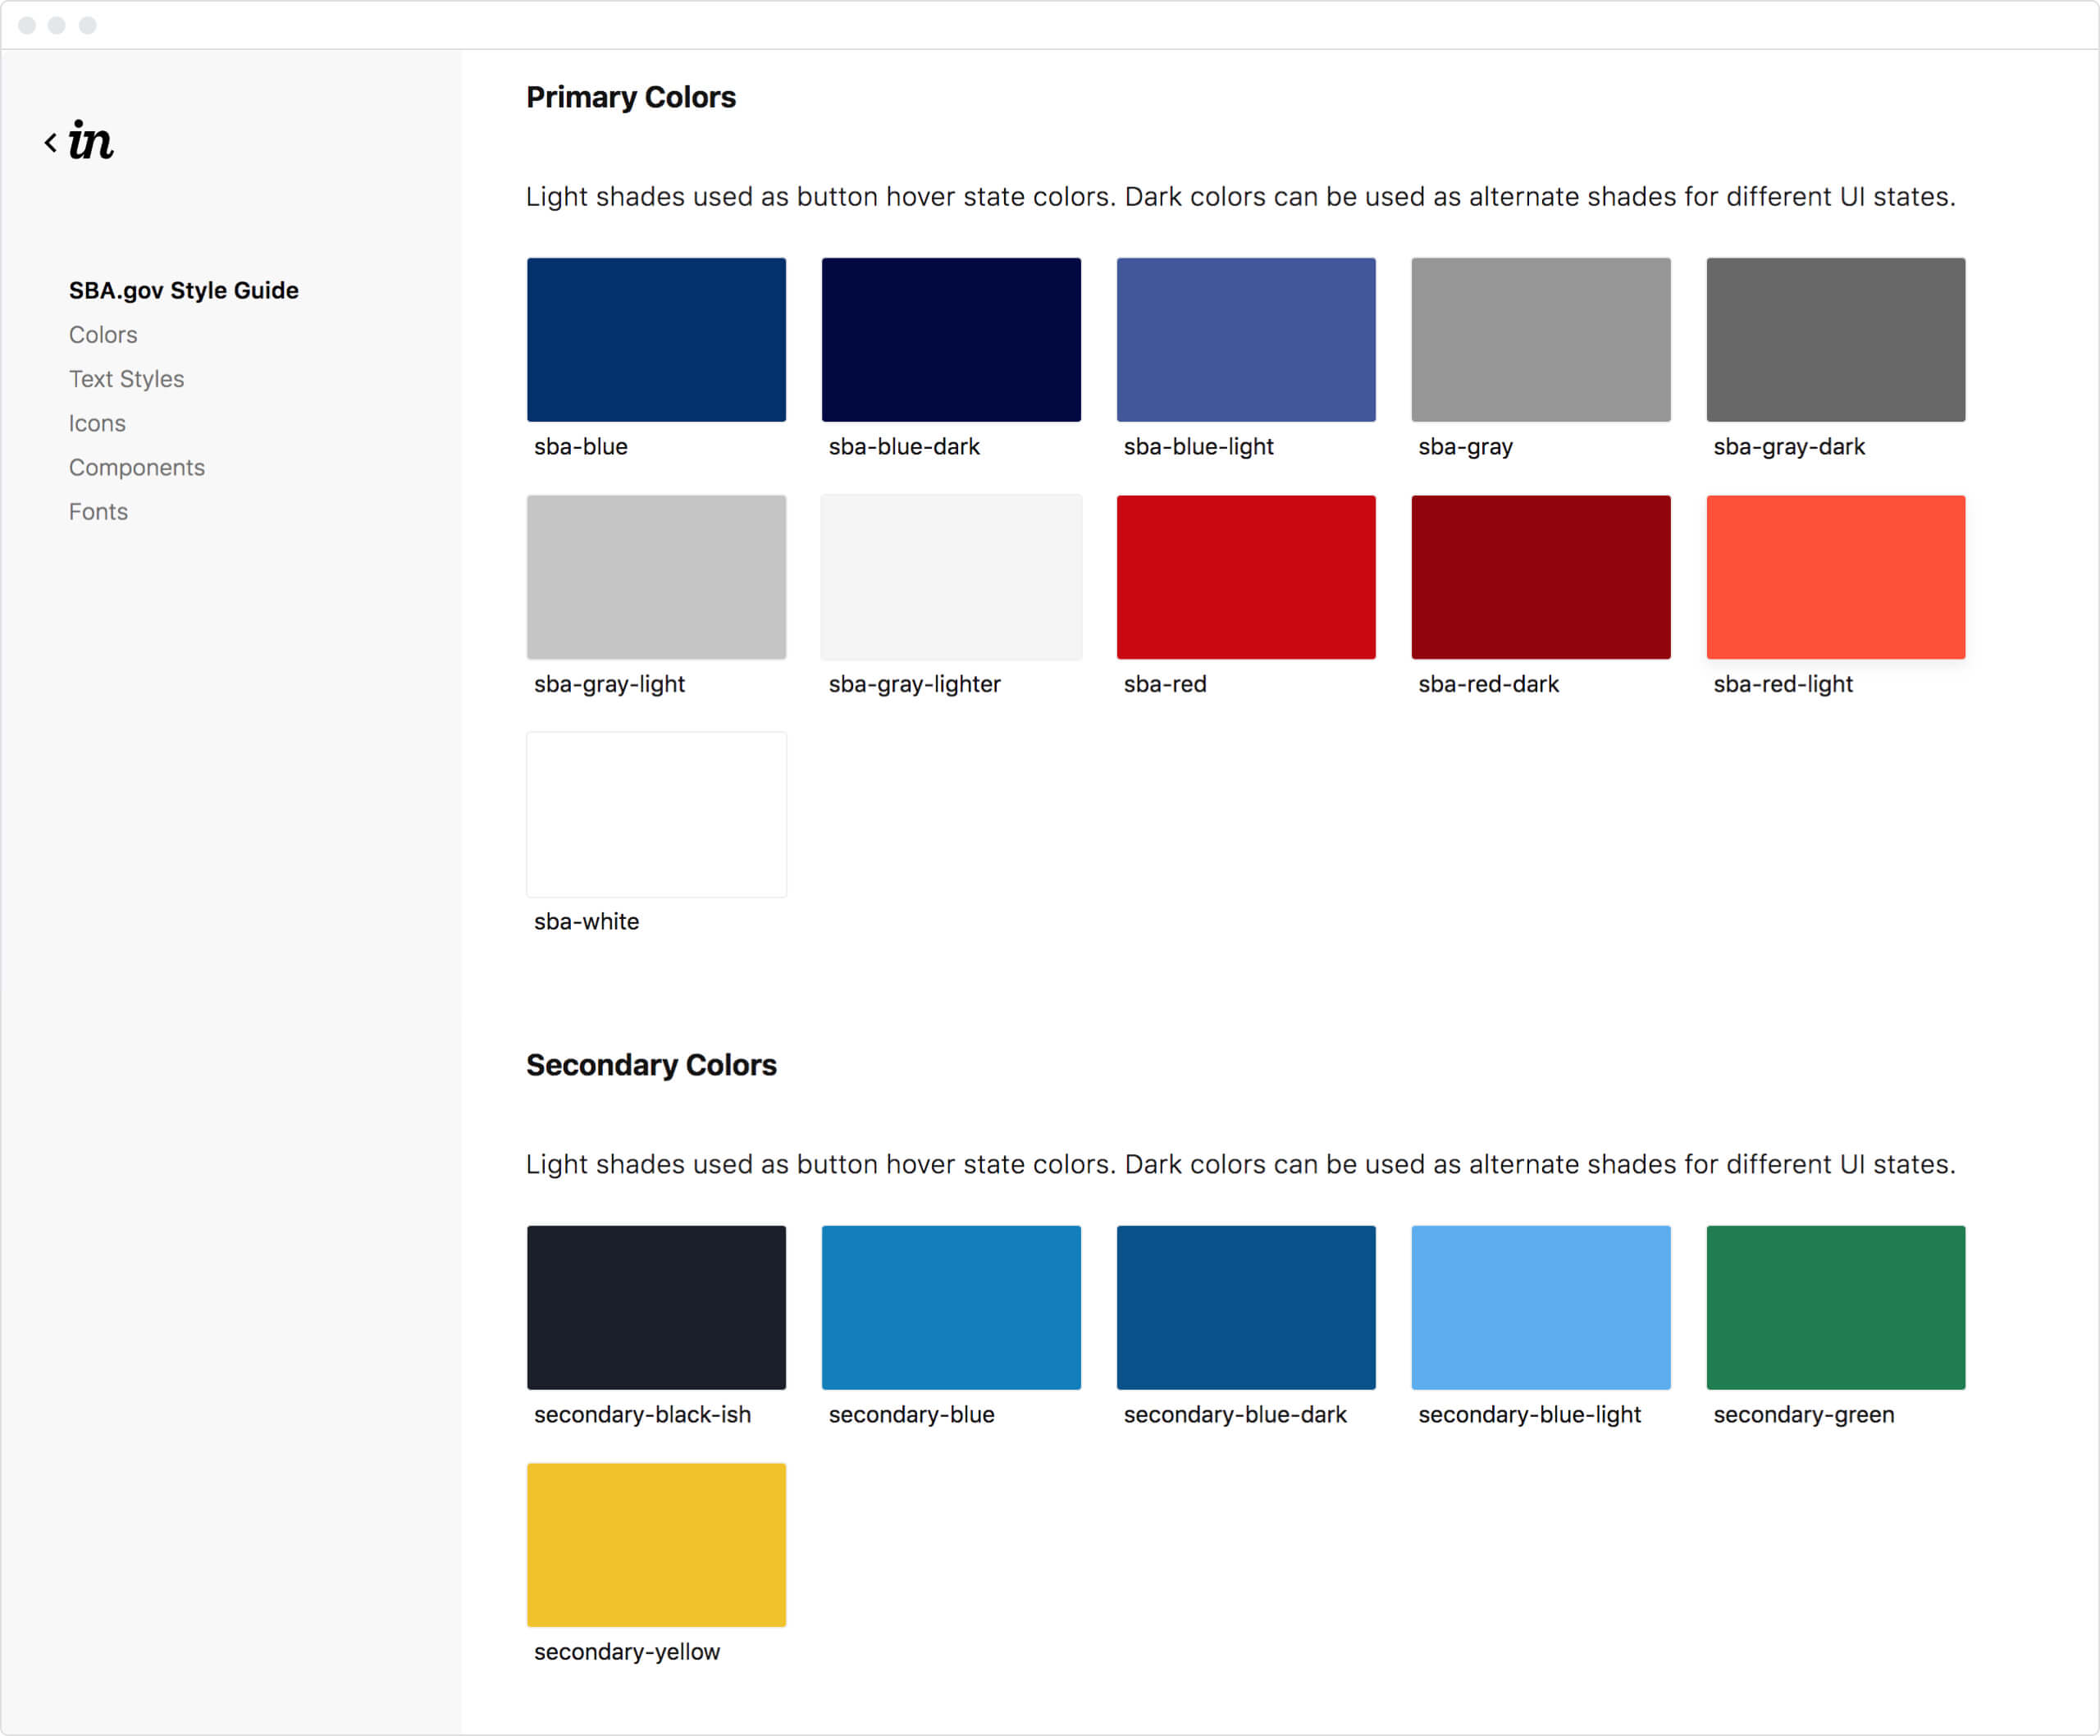 in
SBA.gov Style Guide
Colors
Text Styles
Icons
Components
Fonts
Primary Colors
Light shades used as button hover state colors. Dark colors can be used as alternate shades for different UI states.
sba-blue
sba-blue-dark
sba-blue-light
sba-gray
sba-gray-dark
sba-gray-light
sba-gray-lighter
sba-red
sba-red-dark
sba-red-light
sba-white
Secondary Colors
Light shades used as button hover state colors. Dark colors can be used as alternate shades for different UI states.
secondary-black-ish
secondary-blue
secondary-blue-dark
secondary-blue-light
secondary-green
secondary-yellow